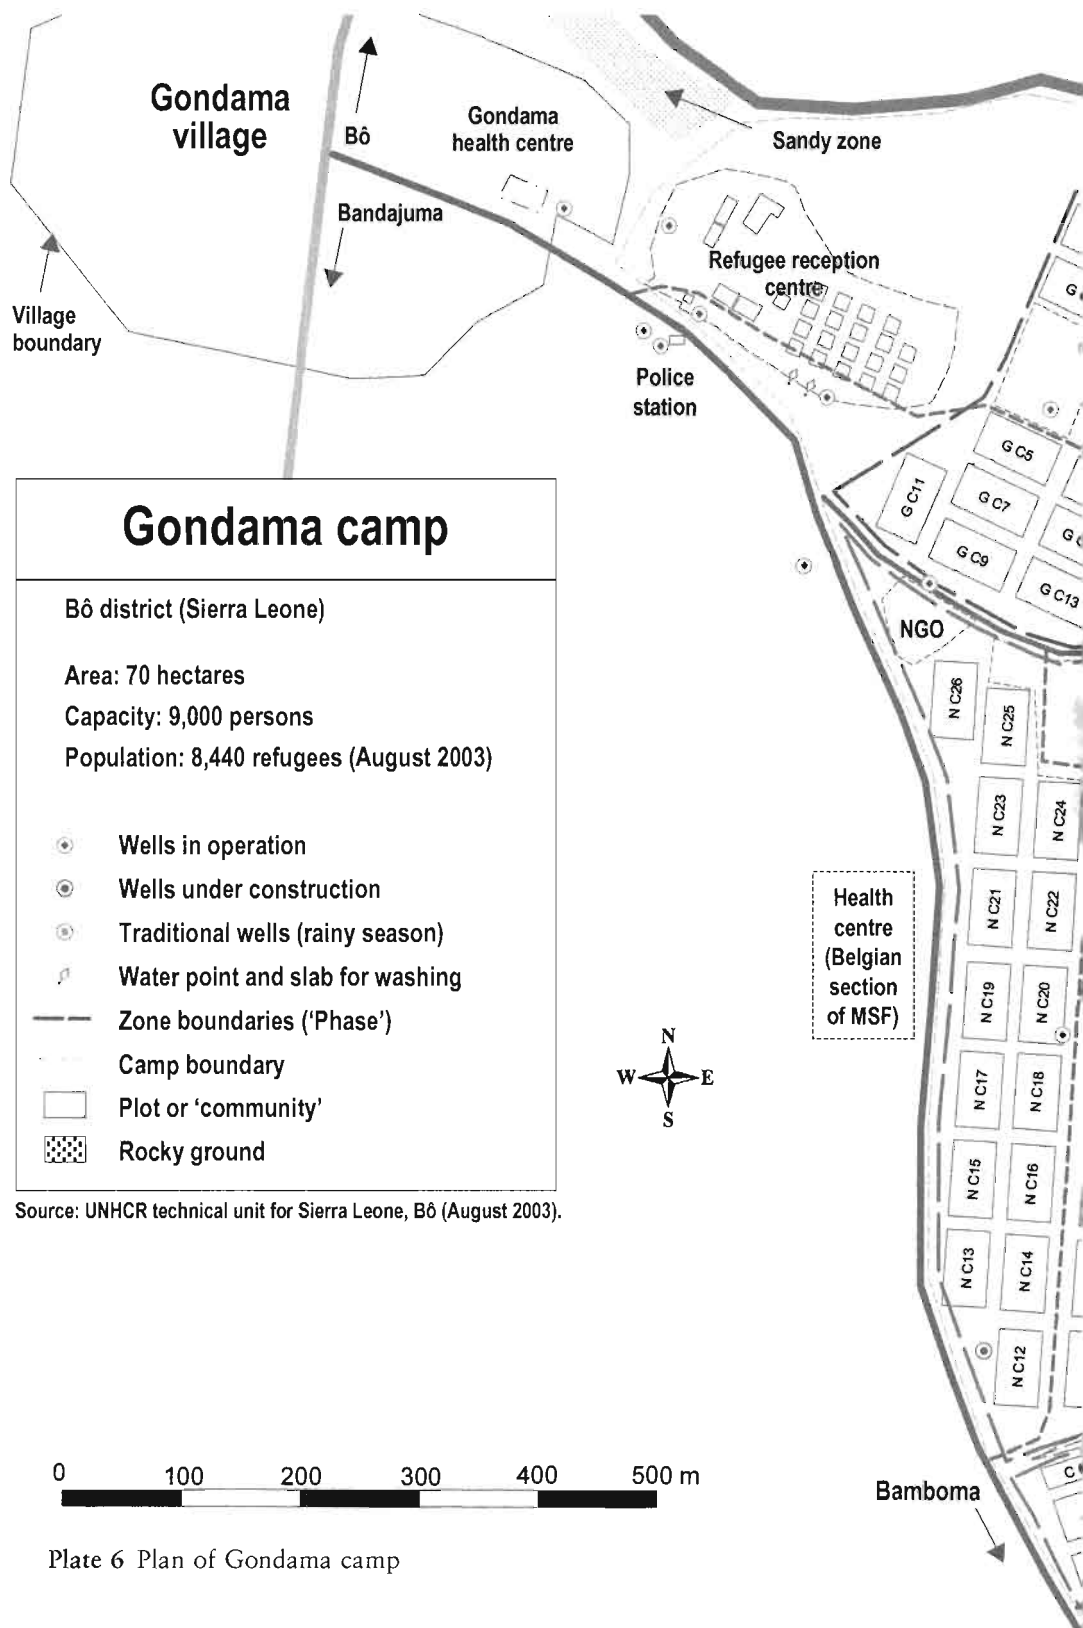 Gondama
village
Bô
Gondama
health centre
Sandy zone
Bandajuma
Refugee reception
centre
Village
boundary
Police
station
G C5
G C11
G C7
G C9
G C13
NGO
Gondama camp
Bô district (Sierra Leone)
Area: 70 hectares
Capacity: 9,000 persons
Population: 8,440 refugees (August 2003)
Wells in operation
Wells under construction
Traditional wells (rainy season)
Water point and slab for washing
Zone boundaries (‘Phase’)
Camp boundary
Plot or ‘community’
Rocky ground
Source: UNHCR technical unit for Sierra Leone, Bô (August 2003).
N C26
N C25
N C23
N C24
Health
centre
(Belgian
section
of MSF)
N C21
N C22
N C19
N C20
N
W E
S
N C17
N C18
N C15
N C16
N C13
N C14
N C12
C
0 100 200 300 400 500 m
Bamboma
Plate 6 Plan of Gondama camp